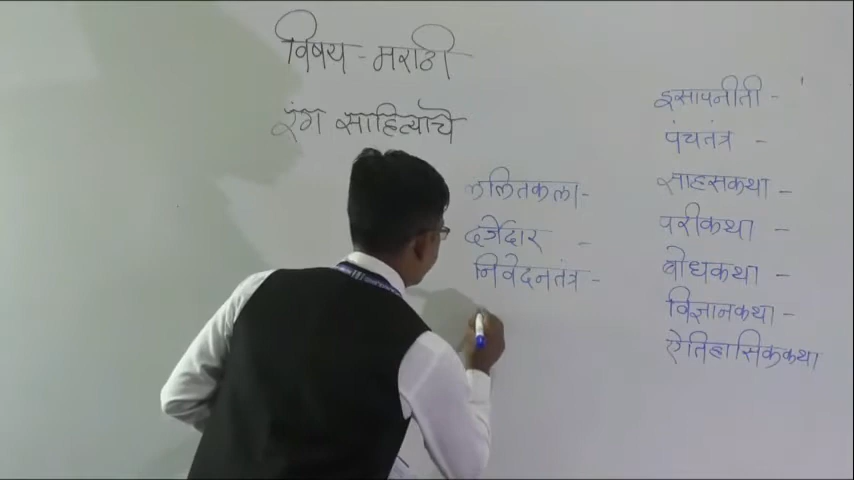 विषय - मराठी
रंग साहित्याचे
ललितकला -
दर्जेदार -
निवेदनतंत्र -
इसापनीती -
पंचतंत्र -
साहसकथा -
परीकथा -
बोधकथा -
विज्ञानकथा -
ऐतिहासिककथा